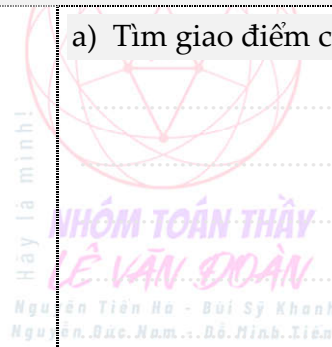 a) Tìm giao điểm c
Hãy là mình!
NHÓM TOÁN THẦY
LÊ VĂN ĐOÀN
Nguyễn Tiến Hà - Bùi Sỹ Khanh
Nguyễn Đức Nam - Đỗ Minh Tiến